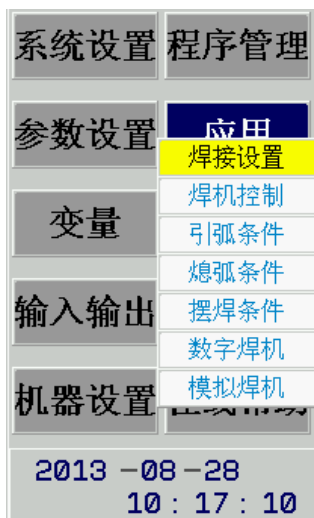 系统设置 程序管理
参数设置 应用
焊接设置
焊机控制
变量
引弧条件
熄弧条件
输入输出
摆焊条件
数字焊机
机器设置
模拟焊机
2013-08-28
10:17:10